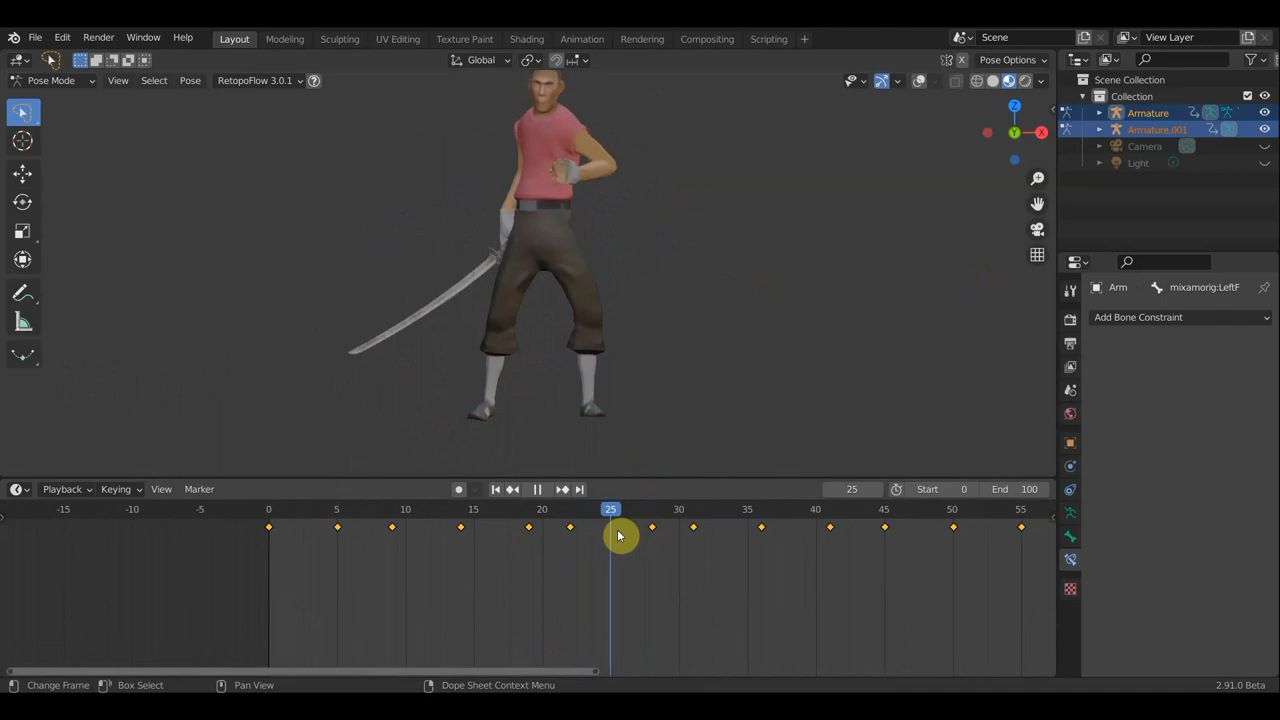 File Edit Render Window Help Layout Modeling Sculpting UV Editing Texture Paint Shading Animation Rendering Compositing Scripting + Scene View Layer
Global X Pose Options
Pose Mode View Select Pose RetopoFlow 3.0.1 ?
Scene Collection
Collection
Armature
Armature.001
Camera
Light
Z
Y
X
Arm mixamorig:LeftF
Add Bone Constraint
Playback Keying View Marker 25 Start 0 End 100
-15 -10 -5 0 5 10 15 20 25 30 35 40 45 50 55
Change Frame Box Select Pan View Dope Sheet Context Menu 2.91.0 Beta